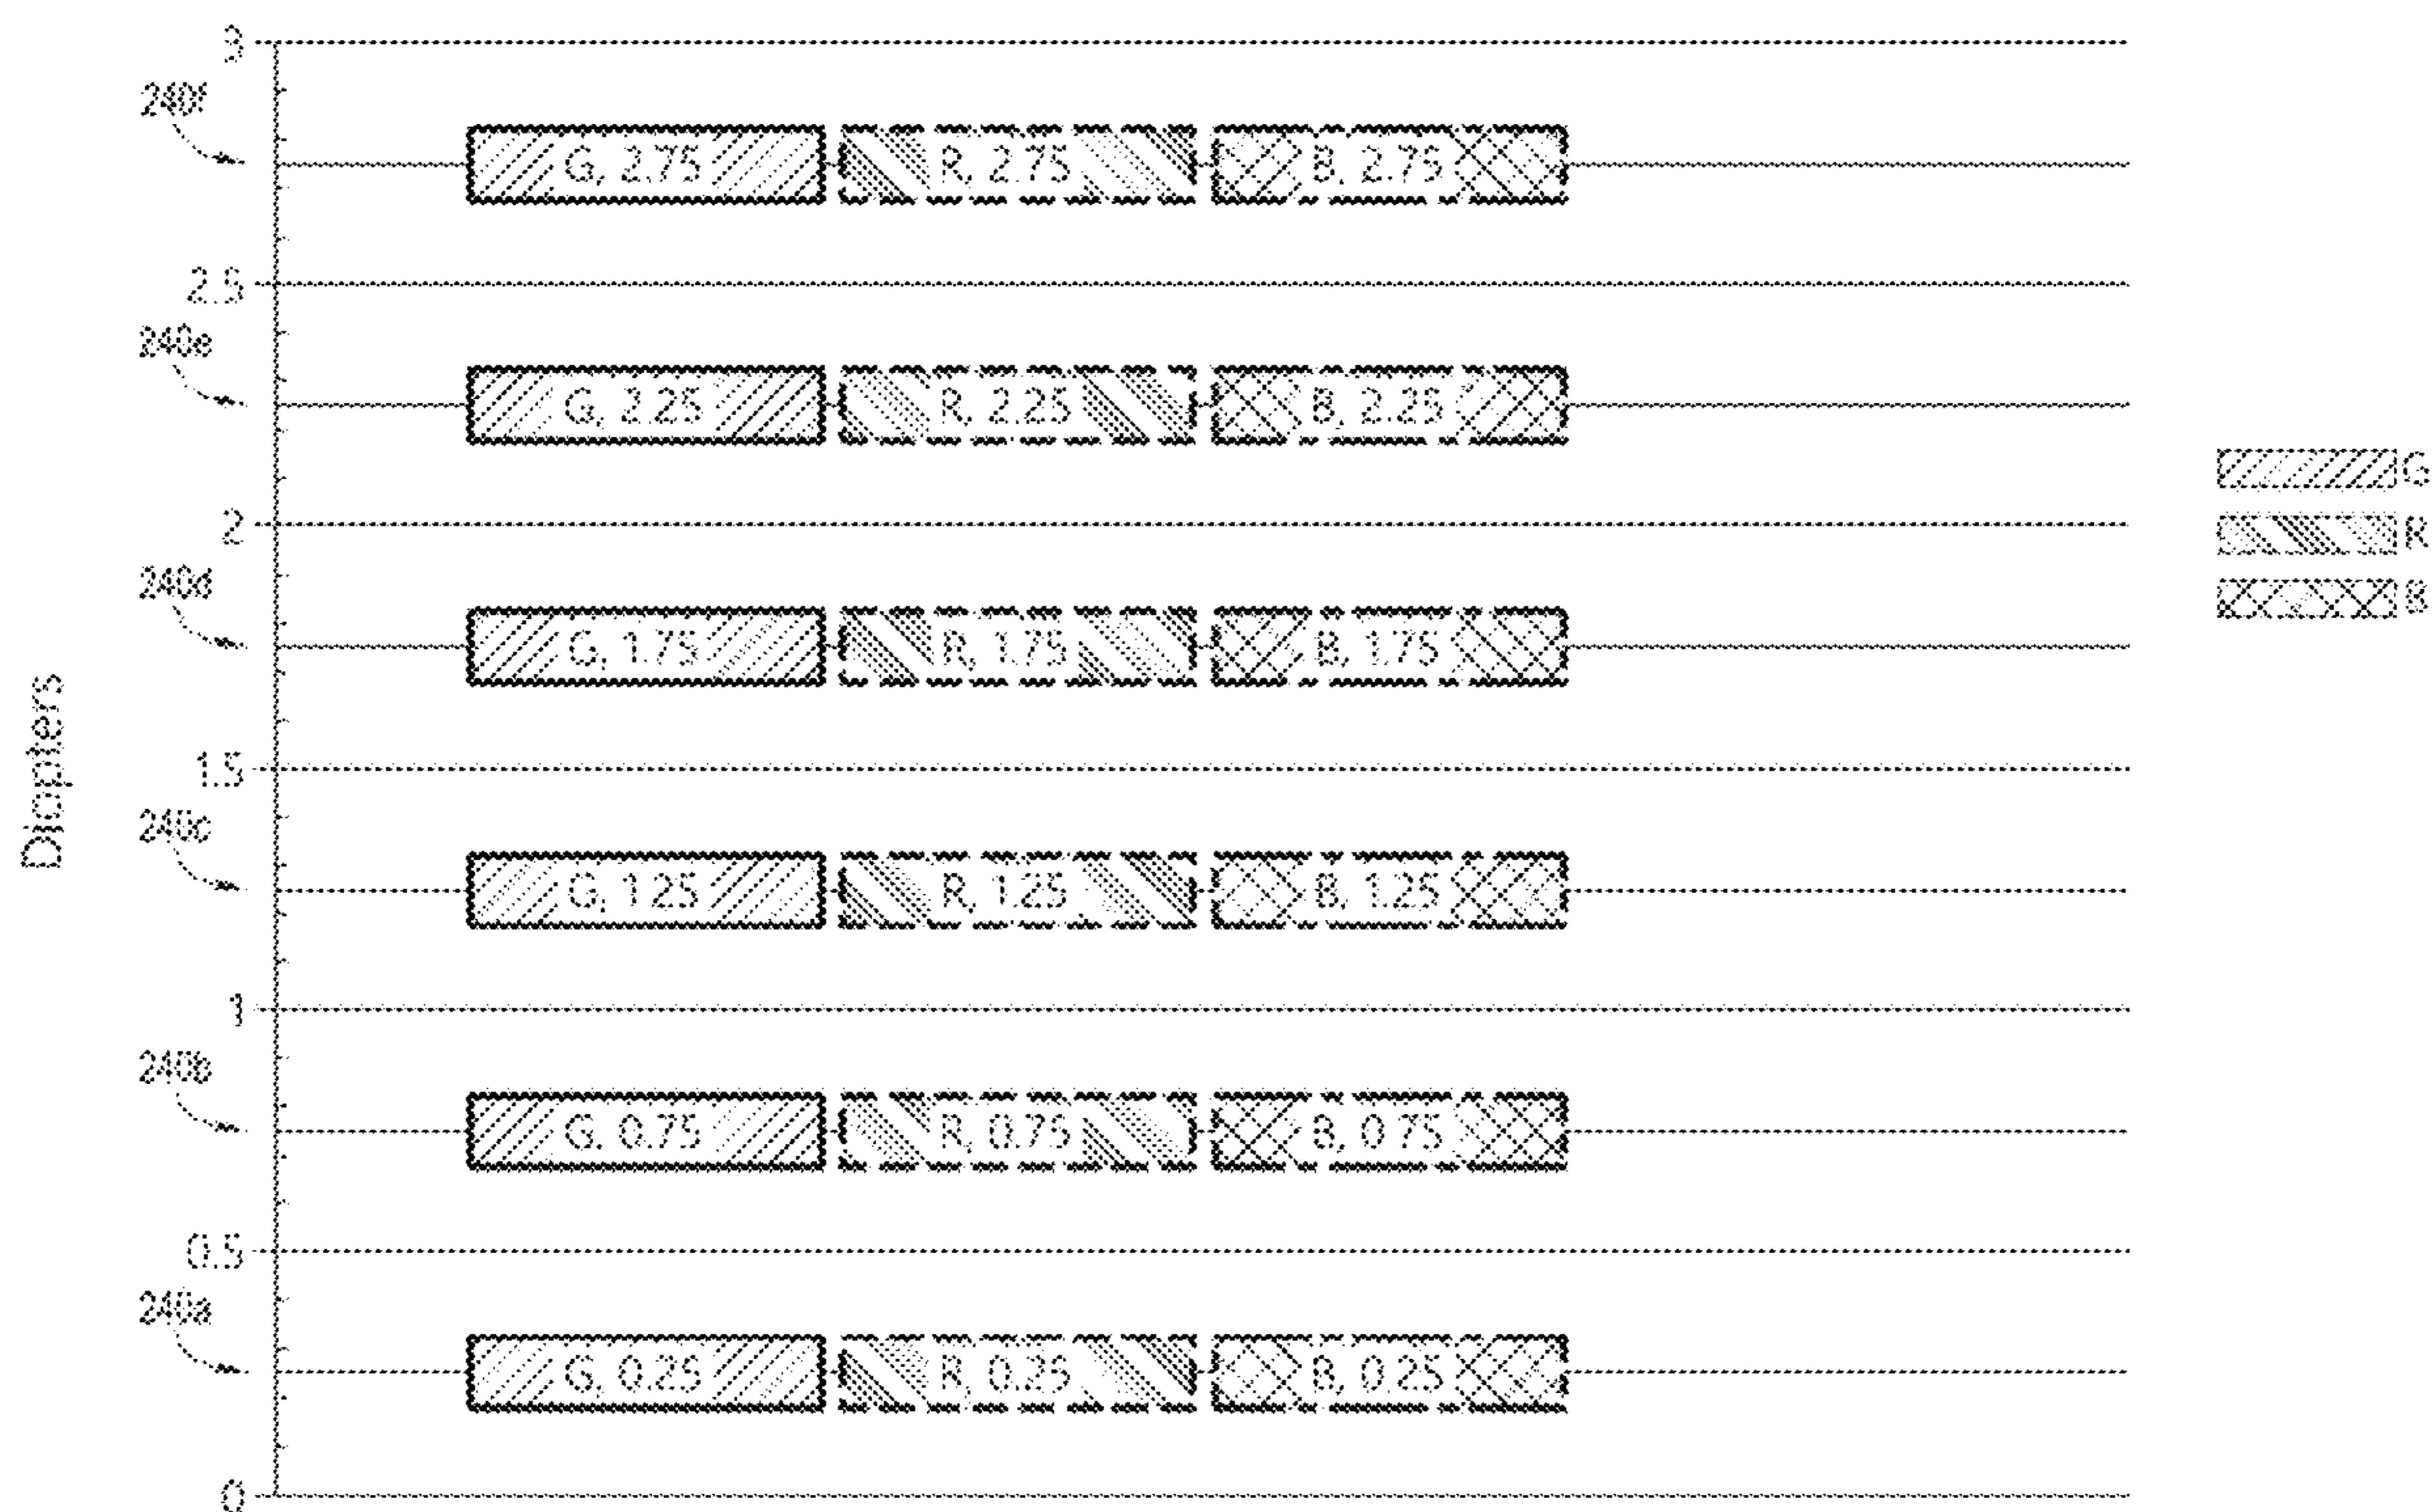 3
240f
G, 2.75 R, 2.75 B, 2.75
2.5
240e
G, 2.25 R, 2.25 B, 2.25
G
2
R
240d
B
G, 1.75 R, 1.75 B, 1.75
Diopters
1.5
240c
G, 1.25 R, 1.25 B, 1.25
1
240b
G, 0.75 R, 0.75 B, 0.75
0.5
240a
G, 0.25 R, 0.25 B, 0.25
0